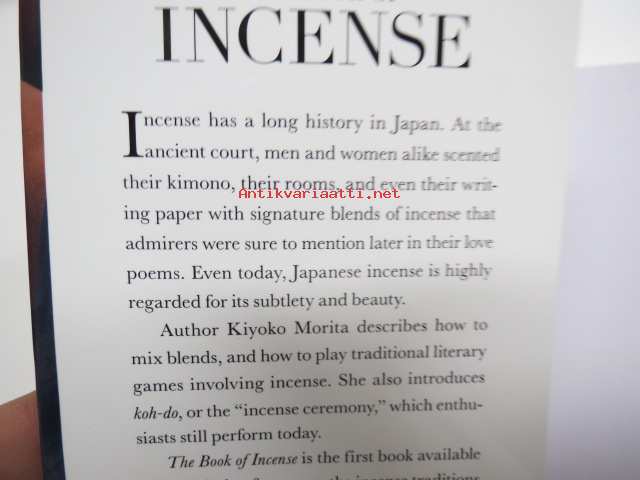 INCENSE
Incense has a long history in Japan. At the
ancient court, men and women alike scented
their kimono, their rooms, and even their writ-
Antikvariaatti.net
ing paper with signature blends of incense that
admirers were sure to mention later in their love
poems. Even today, Japanese incense is highly
regarded for its subtlety and beauty.
Author Kiyoko Morita describes how to
mix blends, and how to play traditional literary
games involving incense. She also introduces
koh-do, or the “incense ceremony,” which enthu-
siasts still perform today.
The Book of Incense is the first book available